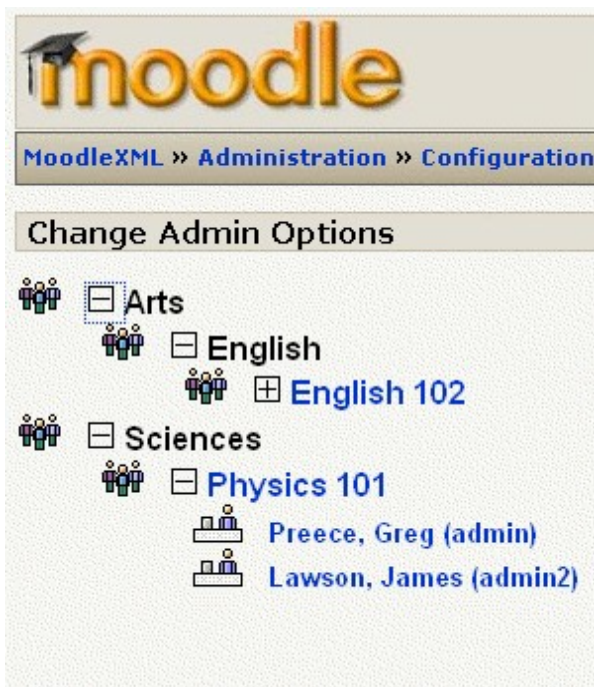 moodle
MoodleXML » Administration » Configuration
Change Admin Options
Arts
English
English 102
Sciences
Physics 101
Preece, Greg (admin)
Lawson, James (admin2)